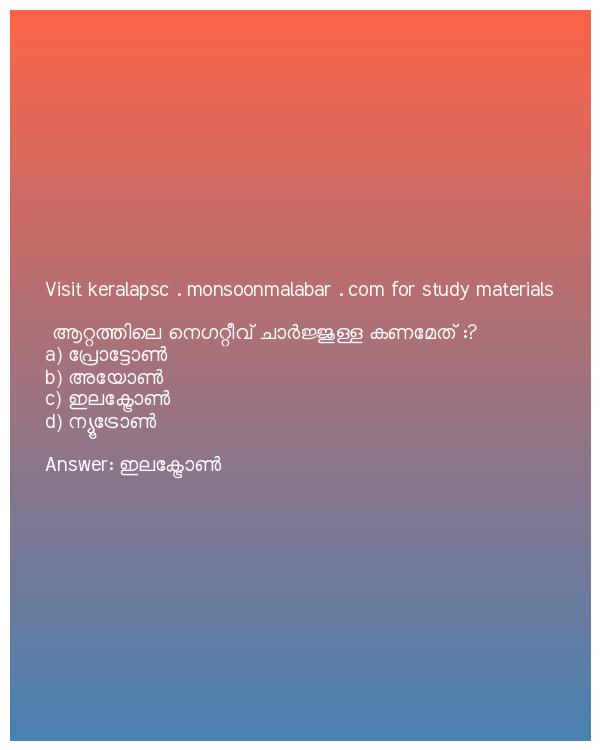 Visit keralapsc . monsoonmalabar . com for study materials
ആറ്റത്തിലെ നെഗറ്റീവ് ചാർജ്ജുള്ള കണമേത് :?
a) പ്രോട്ടോൺ
b) അയോൺ
c) ഇലക്ട്രോൺ
d) ന്യൂട്രോൺ
Answer: ഇലക്ട്രോൺ